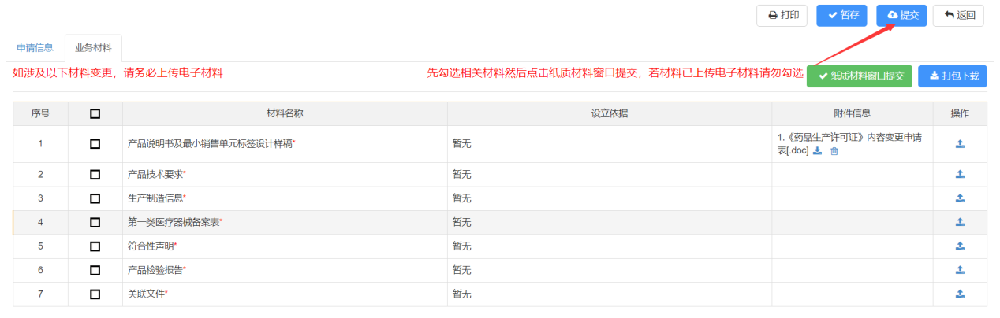 打印 暂存 提交 返回
申请信息 业务材料
如涉及以下材料变更，请务必上传电子材料 先勾选相关材料然后点击纸质材料窗口提交，若材料已上传电子材料请勿勾选 纸质材料窗口提交 打包下载
序号 材料名称 设立依据 附件信息 操作
1 产品说明书及最小销售单元标签设计样稿* 暂无 1.《药品生产许可证》内容变更申请
表[.doc]
2 产品技术要求* 暂无
3 生产制造信息* 暂无
4 第一类医疗器械备案表* 暂无
5 符合性声明* 暂无
6 产品检验报告* 暂无
7 关联文件* 暂无